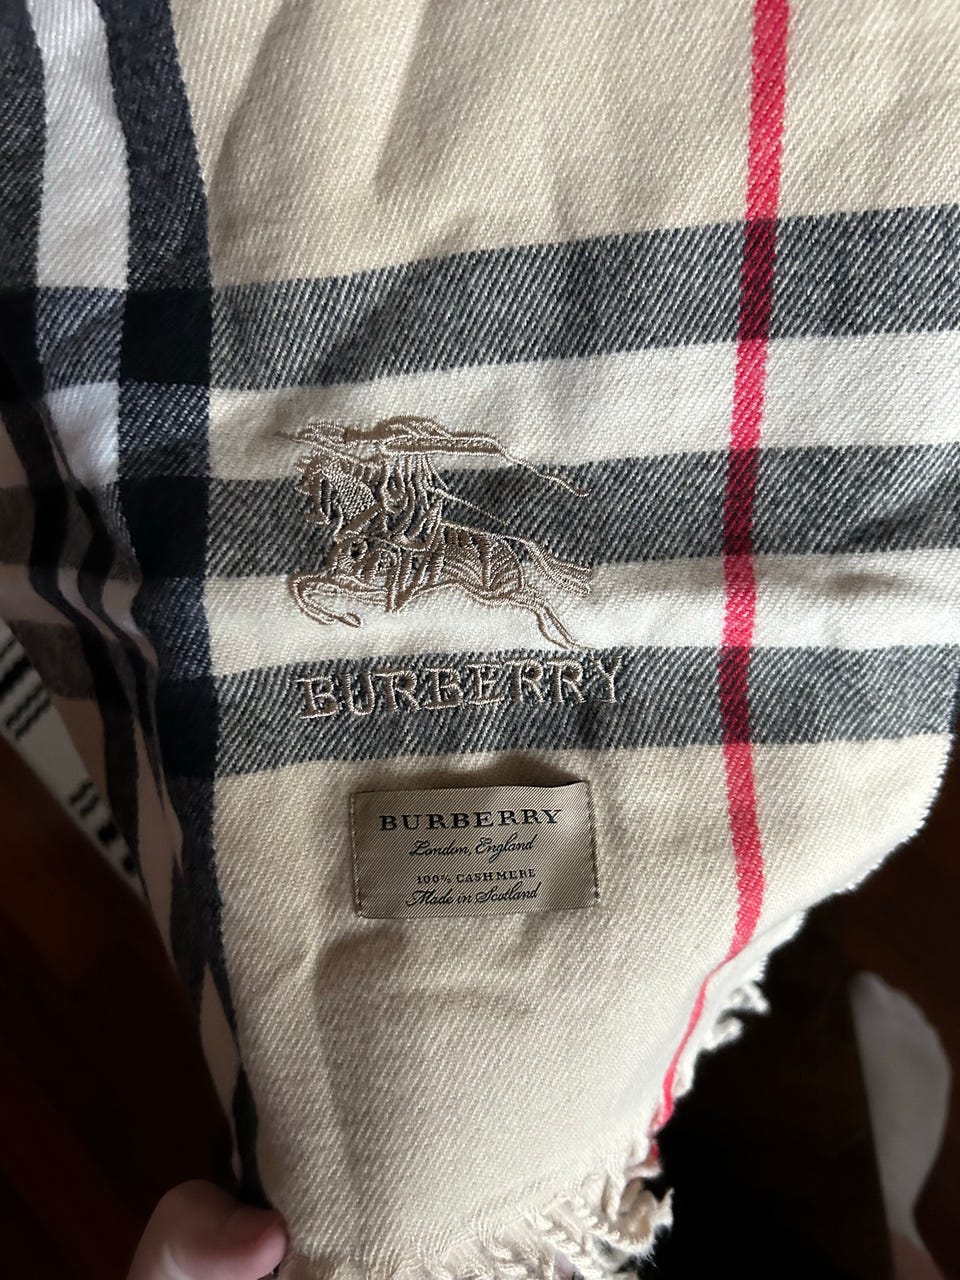 BURBERRY
BURBERRY
London, England
100% CASHMERE
Made in Scotland